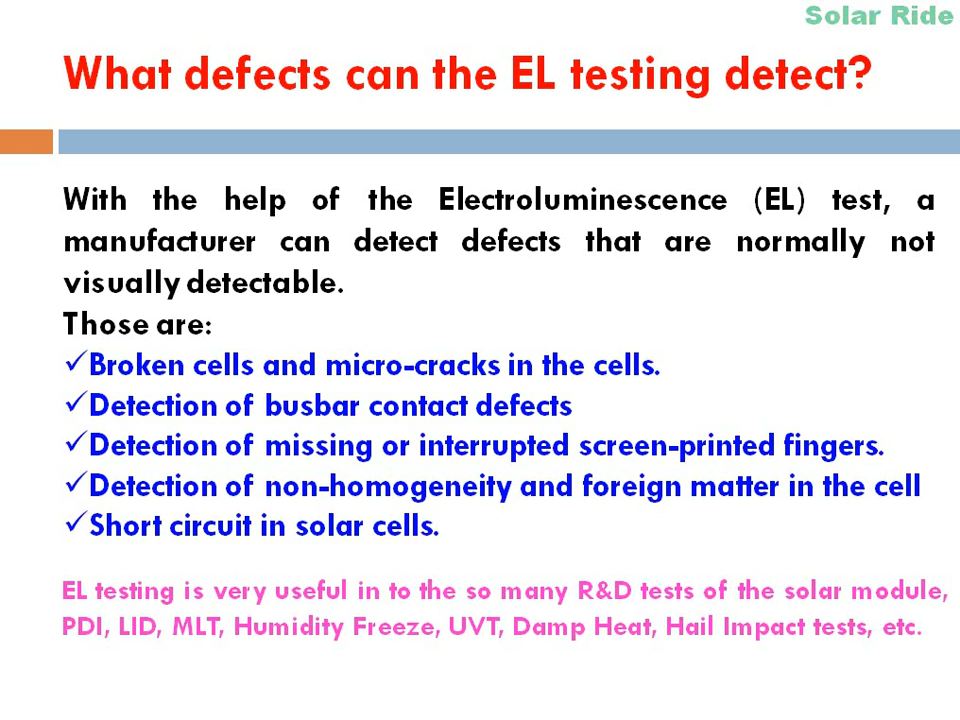 Solar Ride
What defects can the EL testing detect?
With the help of the Electroluminescence (EL) test, a
manufacturer can detect defects that are normally not
visually detectable.
Those are:
✓Broken cells and micro-cracks in the cells.
✓Detection of busbar contact defects
✓Detection of missing or interrupted screen-printed fingers.
✓Detection of non-homogeneity and foreign matter in the cell
✓Short circuit in solar cells.
EL testing is very useful in to the so many R&D tests of the solar module,
PDI, LID, MLT, Humidity Freeze, UVT, Damp Heat, Hail Impact tests, etc.